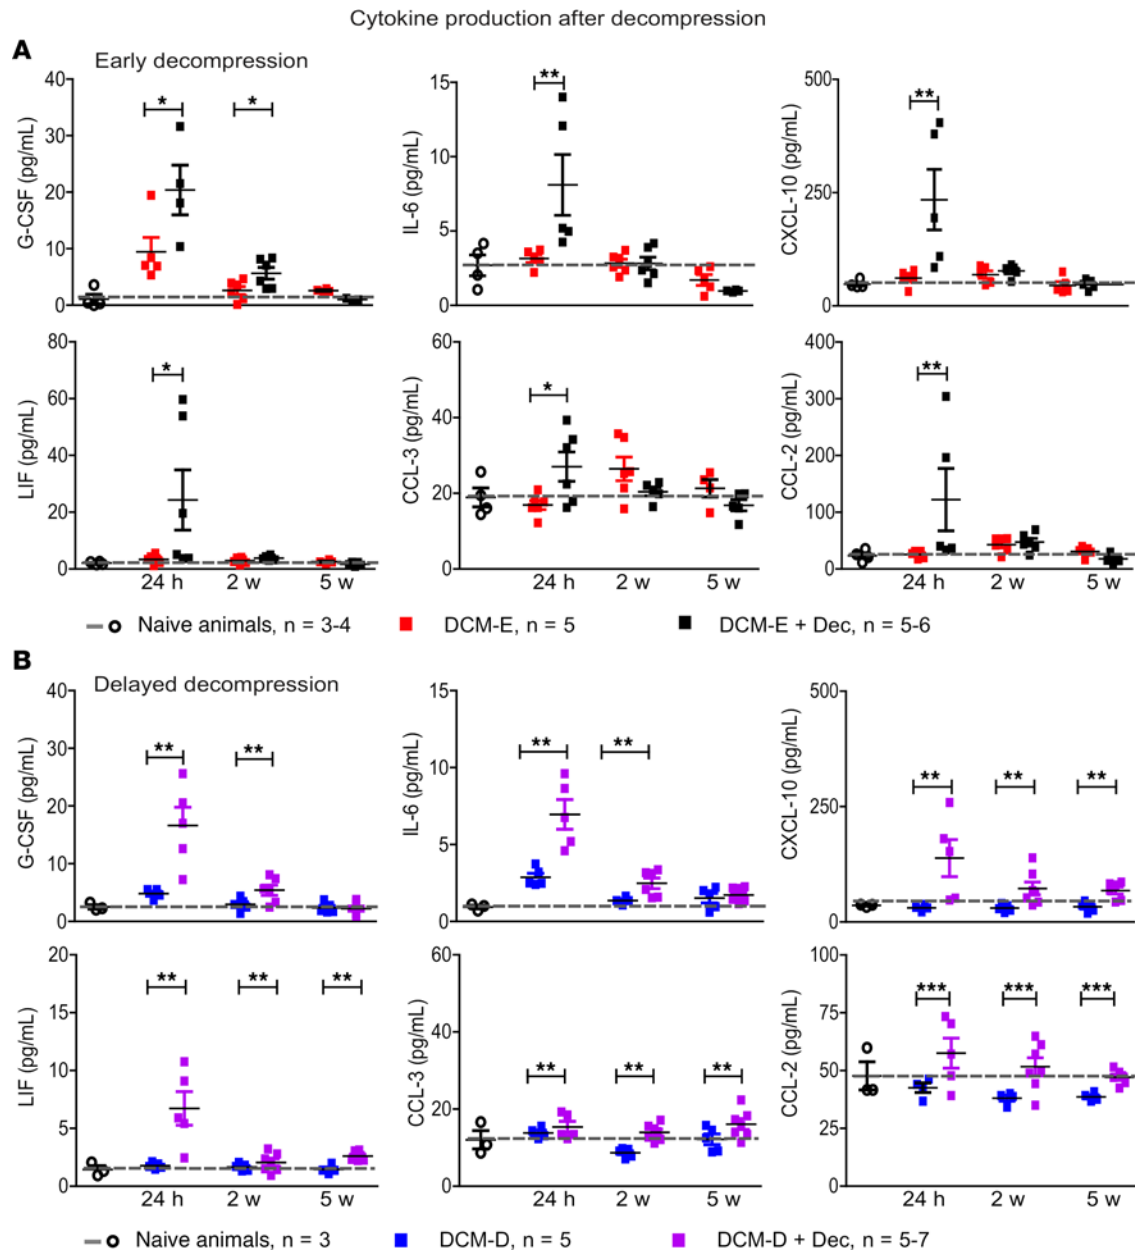 Cytokine production after decompression
A
Early decompression
G-CSF (pg/mL)
40
30
20
10
0
*
*
IL-6 (pg/mL)
15
10
5
0
**
CXCL-10 (pg/mL)
500
250
0
**
LIF (pg/mL)
80
60
40
20
0
*
24 h
2 w
5 w
CCL-3 (pg/mL)
60
40
20
0
*
24 h
2 w
5 w
CCL-2 (pg/mL)
400
300
200
100
0
**
24 h
2 w
5 w
Naive animals, n = 3-4
DCM-E, n = 5
DCM-E + Dec, n = 5-6
B
Delayed decompression
G-CSF (pg/mL)
40
30
20
10
0
**
**
IL-6 (pg/mL)
15
10
5
0
**
**
CXCL-10 (pg/mL)
500
250
0
**
**
**
LIF (pg/mL)
20
15
10
5
0
**
**
**
24 h
2 w
5 w
CCL-3 (pg/mL)
60
40
20
0
**
**
**
24 h
2 w
5 w
CCL-2 (pg/mL)
100
75
50
25
0
***
***
***
24 h
2 w
5 w
Naive animals, n = 3
DCM-D, n = 5
DCM-D + Dec, n = 5-7